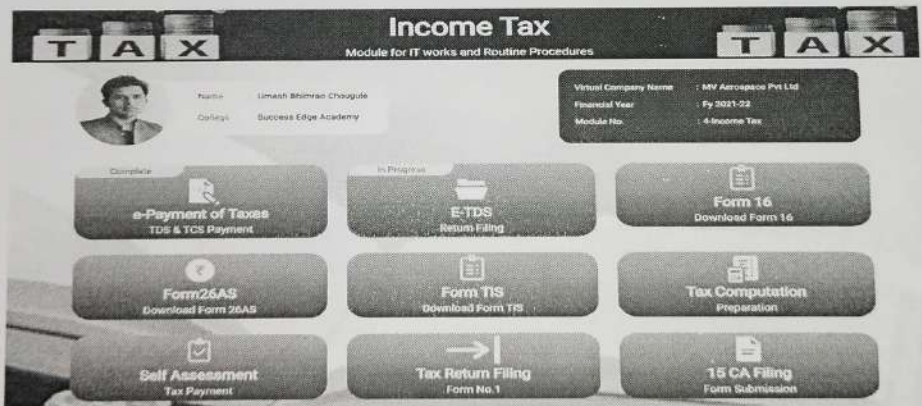 TAX
Income Tax
Module for IT works and Routine Procedures
TAX
Name Umesh Bhimrao Chougule
College Success Edge Academy
Virtual Company Name : MV Aerospace Pvt Ltd
Financial Year : Fy 2021-22
Module No. : 4-Income Tax
Complete
e-Payment of Taxes
TDS & TCS Payment
In Progress
E-TDS
Return Filing
Form 16
Download Form 16
₹
Form26AS
Download Form 26AS
Form TIS
Download Form TIS
Tax Computation
Preparation
Self Assessment
Tax Payment
Tax Return Filing
Form No.1
15 CA Filing
Form Submission